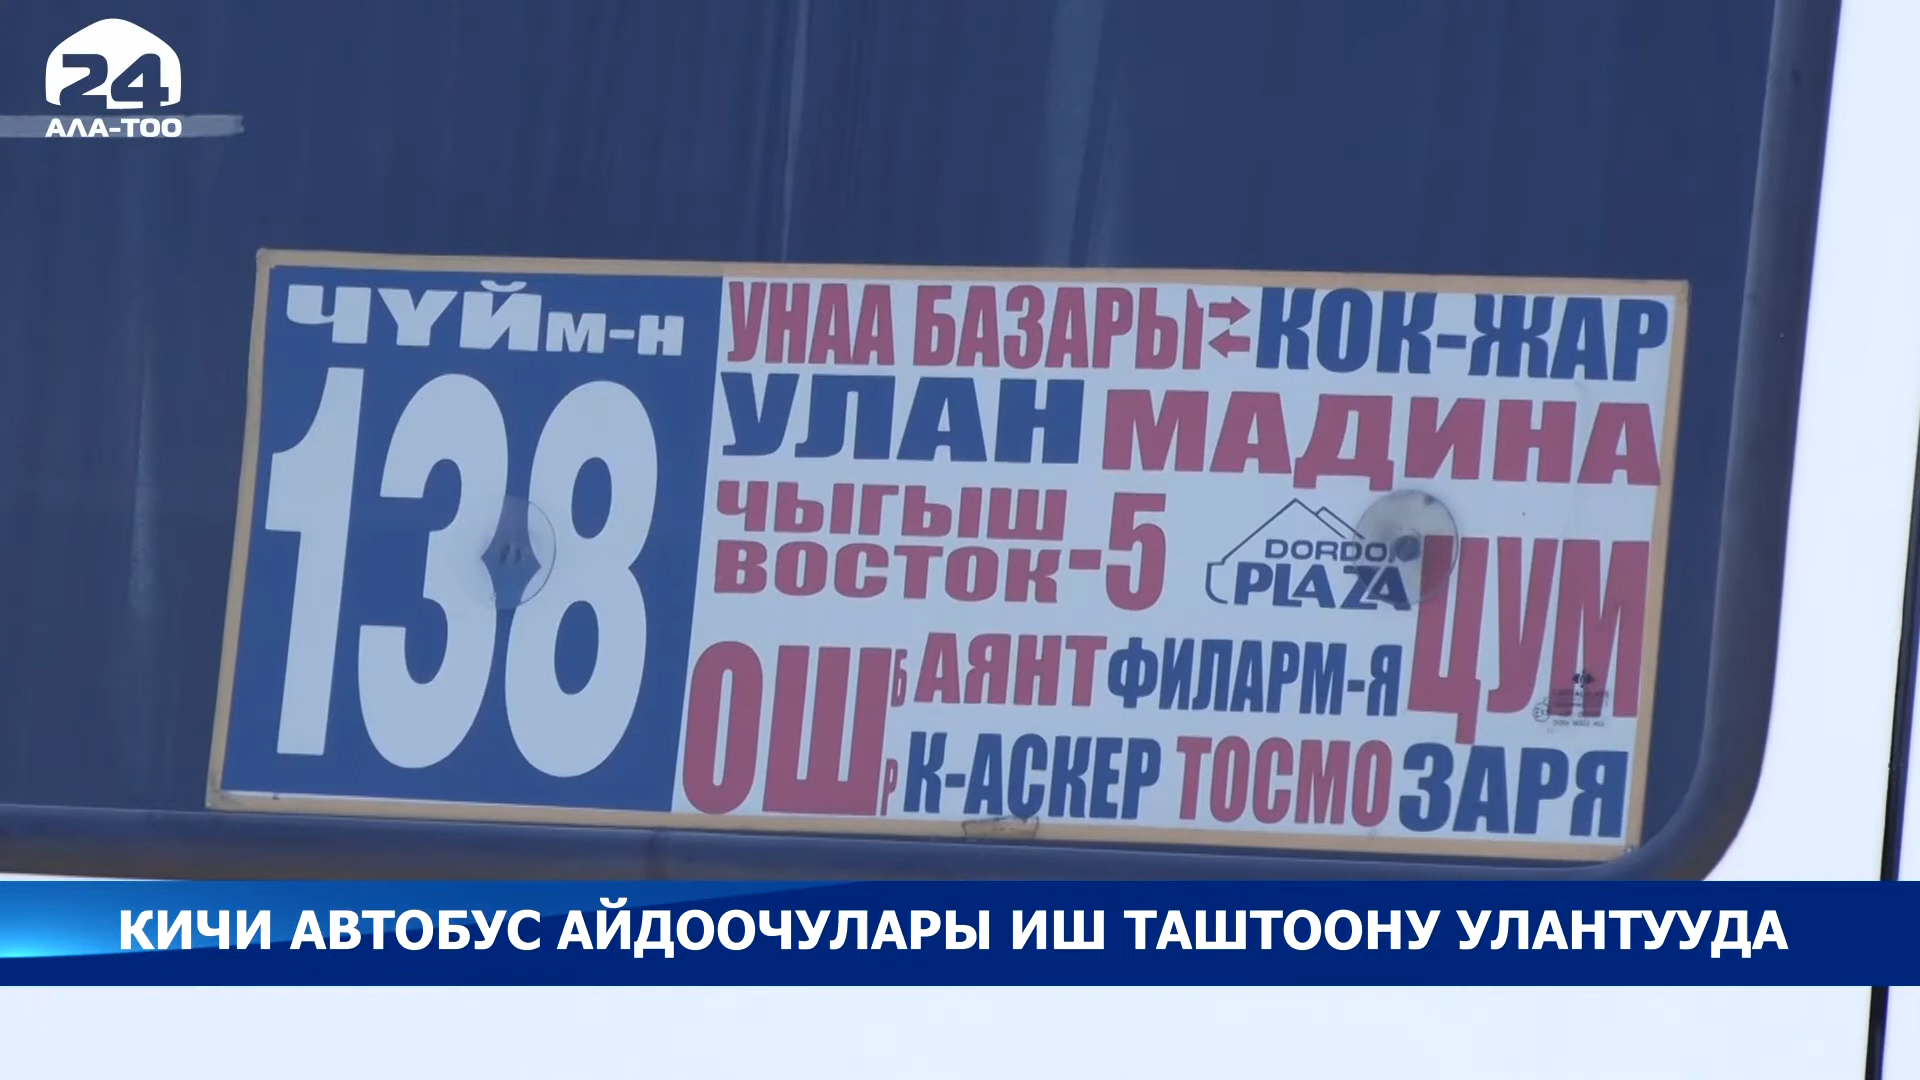 24
АЛА-ТОО
ЧҮЙ м-н
138
УНАА БАЗАРЫ ⇄ КОК-ЖАР
УЛАН МАДИНА
ЧЫГЫШ
ВОСТОК-5
DORDOI
PLAZA
ЦУМ
ОШ б р АЯНТ ФИЛАРМ-Я
К-АСКЕР ТОСМО ЗАРЯ
КИЧИ АВТОБУС АЙДООЧУЛАРЫ ИШ ТАШТООНУ УЛАНТУУДА